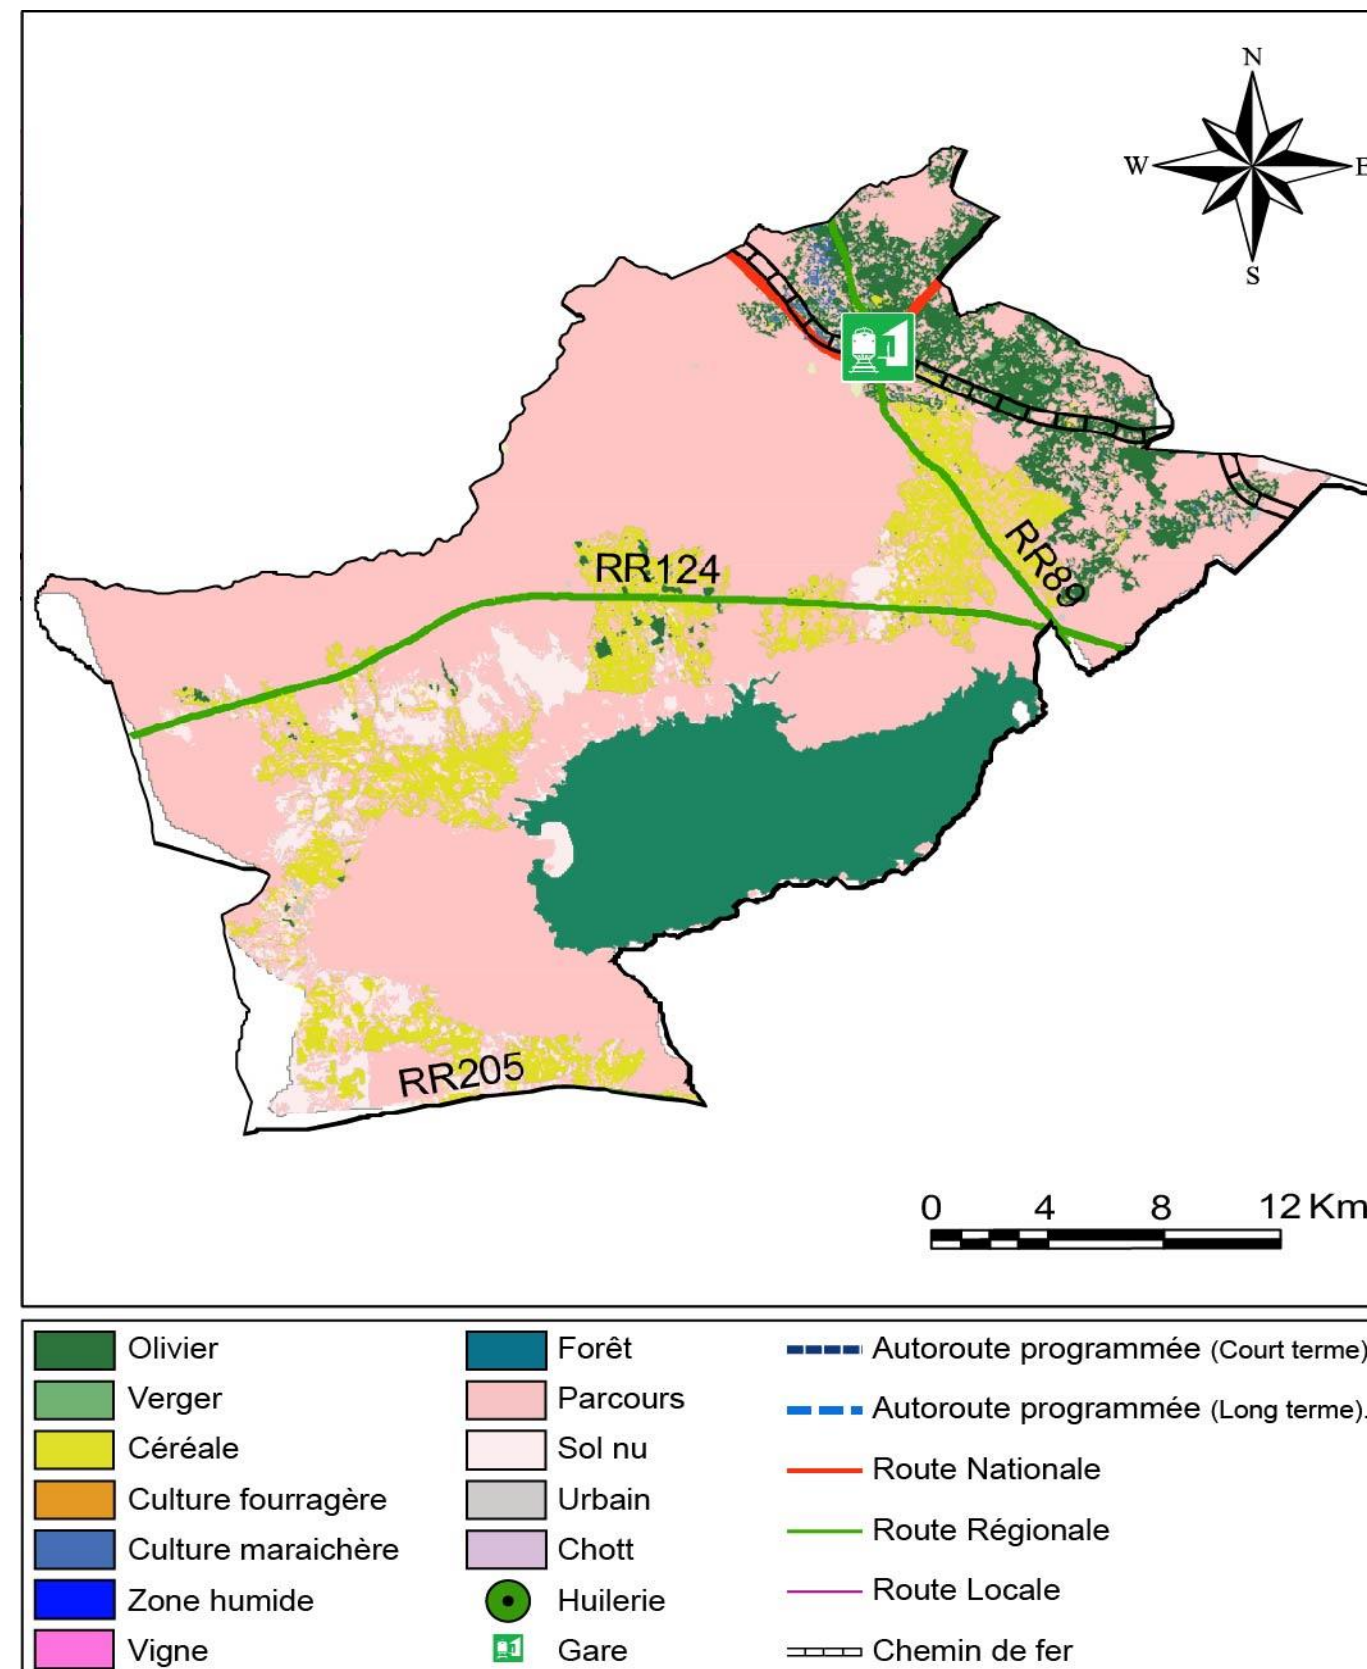 N
W
E
S
RR124
RR89
RR205
0 4 8 12 Km
Olivier
Verger
Céréale
Culture fourragère
Culture maraichère
Zone humide
Vigne
Forêt
Parcours
Sol nu
Urbain
Chott
Huilerie
Gare
Autoroute programmée (Court terme)
Autoroute programmée (Long terme).
Route Nationale
Route Régionale
Route Locale
Chemin de fer